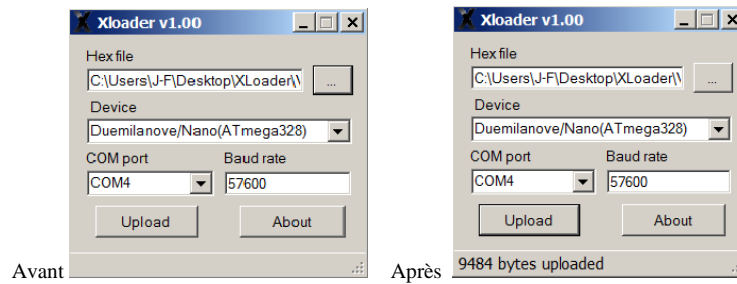 Xloader v1.00
Hex file
C:\Users\J-F\Desktop\XLoader\\
...
Device
Duemilanove/Nano(ATmega328)
COM port Baud rate
COM4 57600
Upload About
Avant
Xloader v1.00
Hex file
C:\Users\J-F\Desktop\XLoader\\
...
Device
Duemilanove/Nano(ATmega328)
COM port Baud rate
COM4 57600
Upload About
9484 bytes uploaded
Après